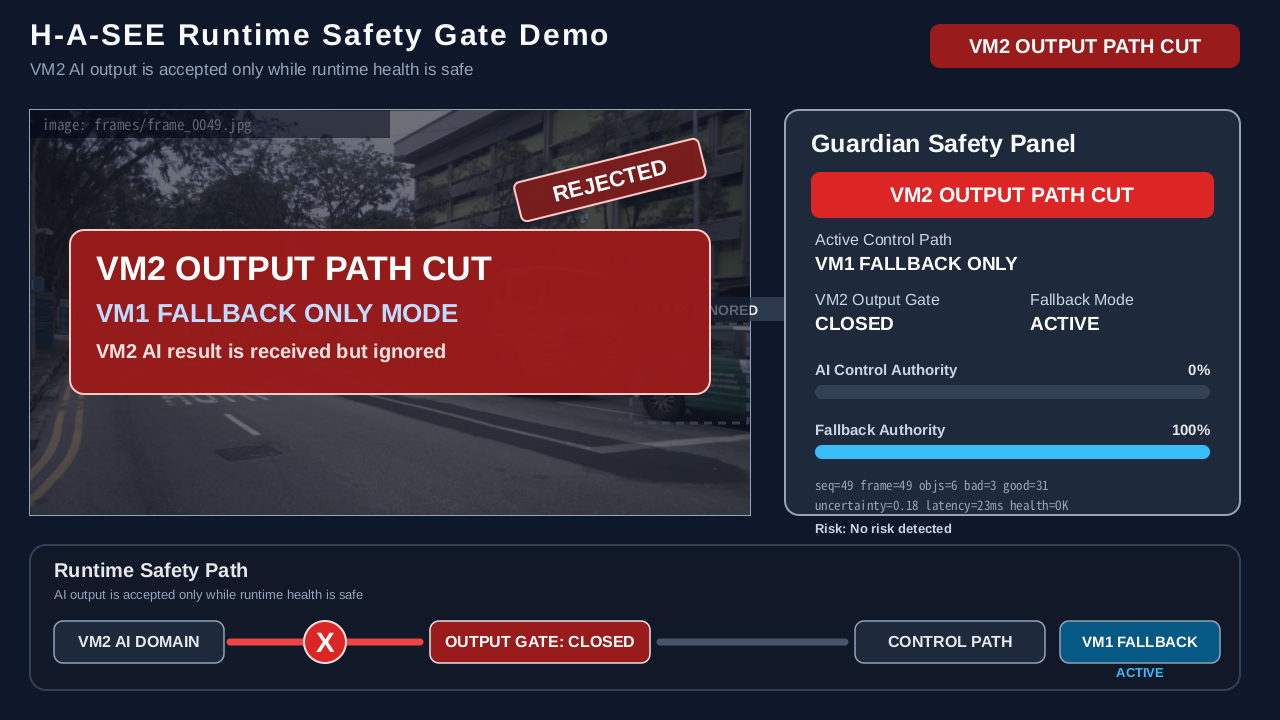 H-A-SEE Runtime Safety Gate Demo
VM2 AI output is accepted only while runtime health is safe
VM2 OUTPUT PATH CUT
image: frames/frame_0049.jpg
REJECTED
VM2 OUTPUT PATH CUT
VM1 FALLBACK ONLY MODE
VM2 AI result is received but ignored
Guardian Safety Panel
VM2 OUTPUT PATH CUT
Active Control Path
VM1 FALLBACK ONLY
VM2 Output Gate
CLOSED
Fallback Mode
ACTIVE
AI Control Authority
0%
Fallback Authority
100%
seq=49 frame=49 objs=6 bad=3 good=31
uncertainty=0.18 latency=23ms health=OK
Risk: No risk detected
Runtime Safety Path
AI output is accepted only while runtime health is safe
VM2 AI DOMAIN
X
OUTPUT GATE: CLOSED
CONTROL PATH
VM1 FALLBACK
ACTIVE